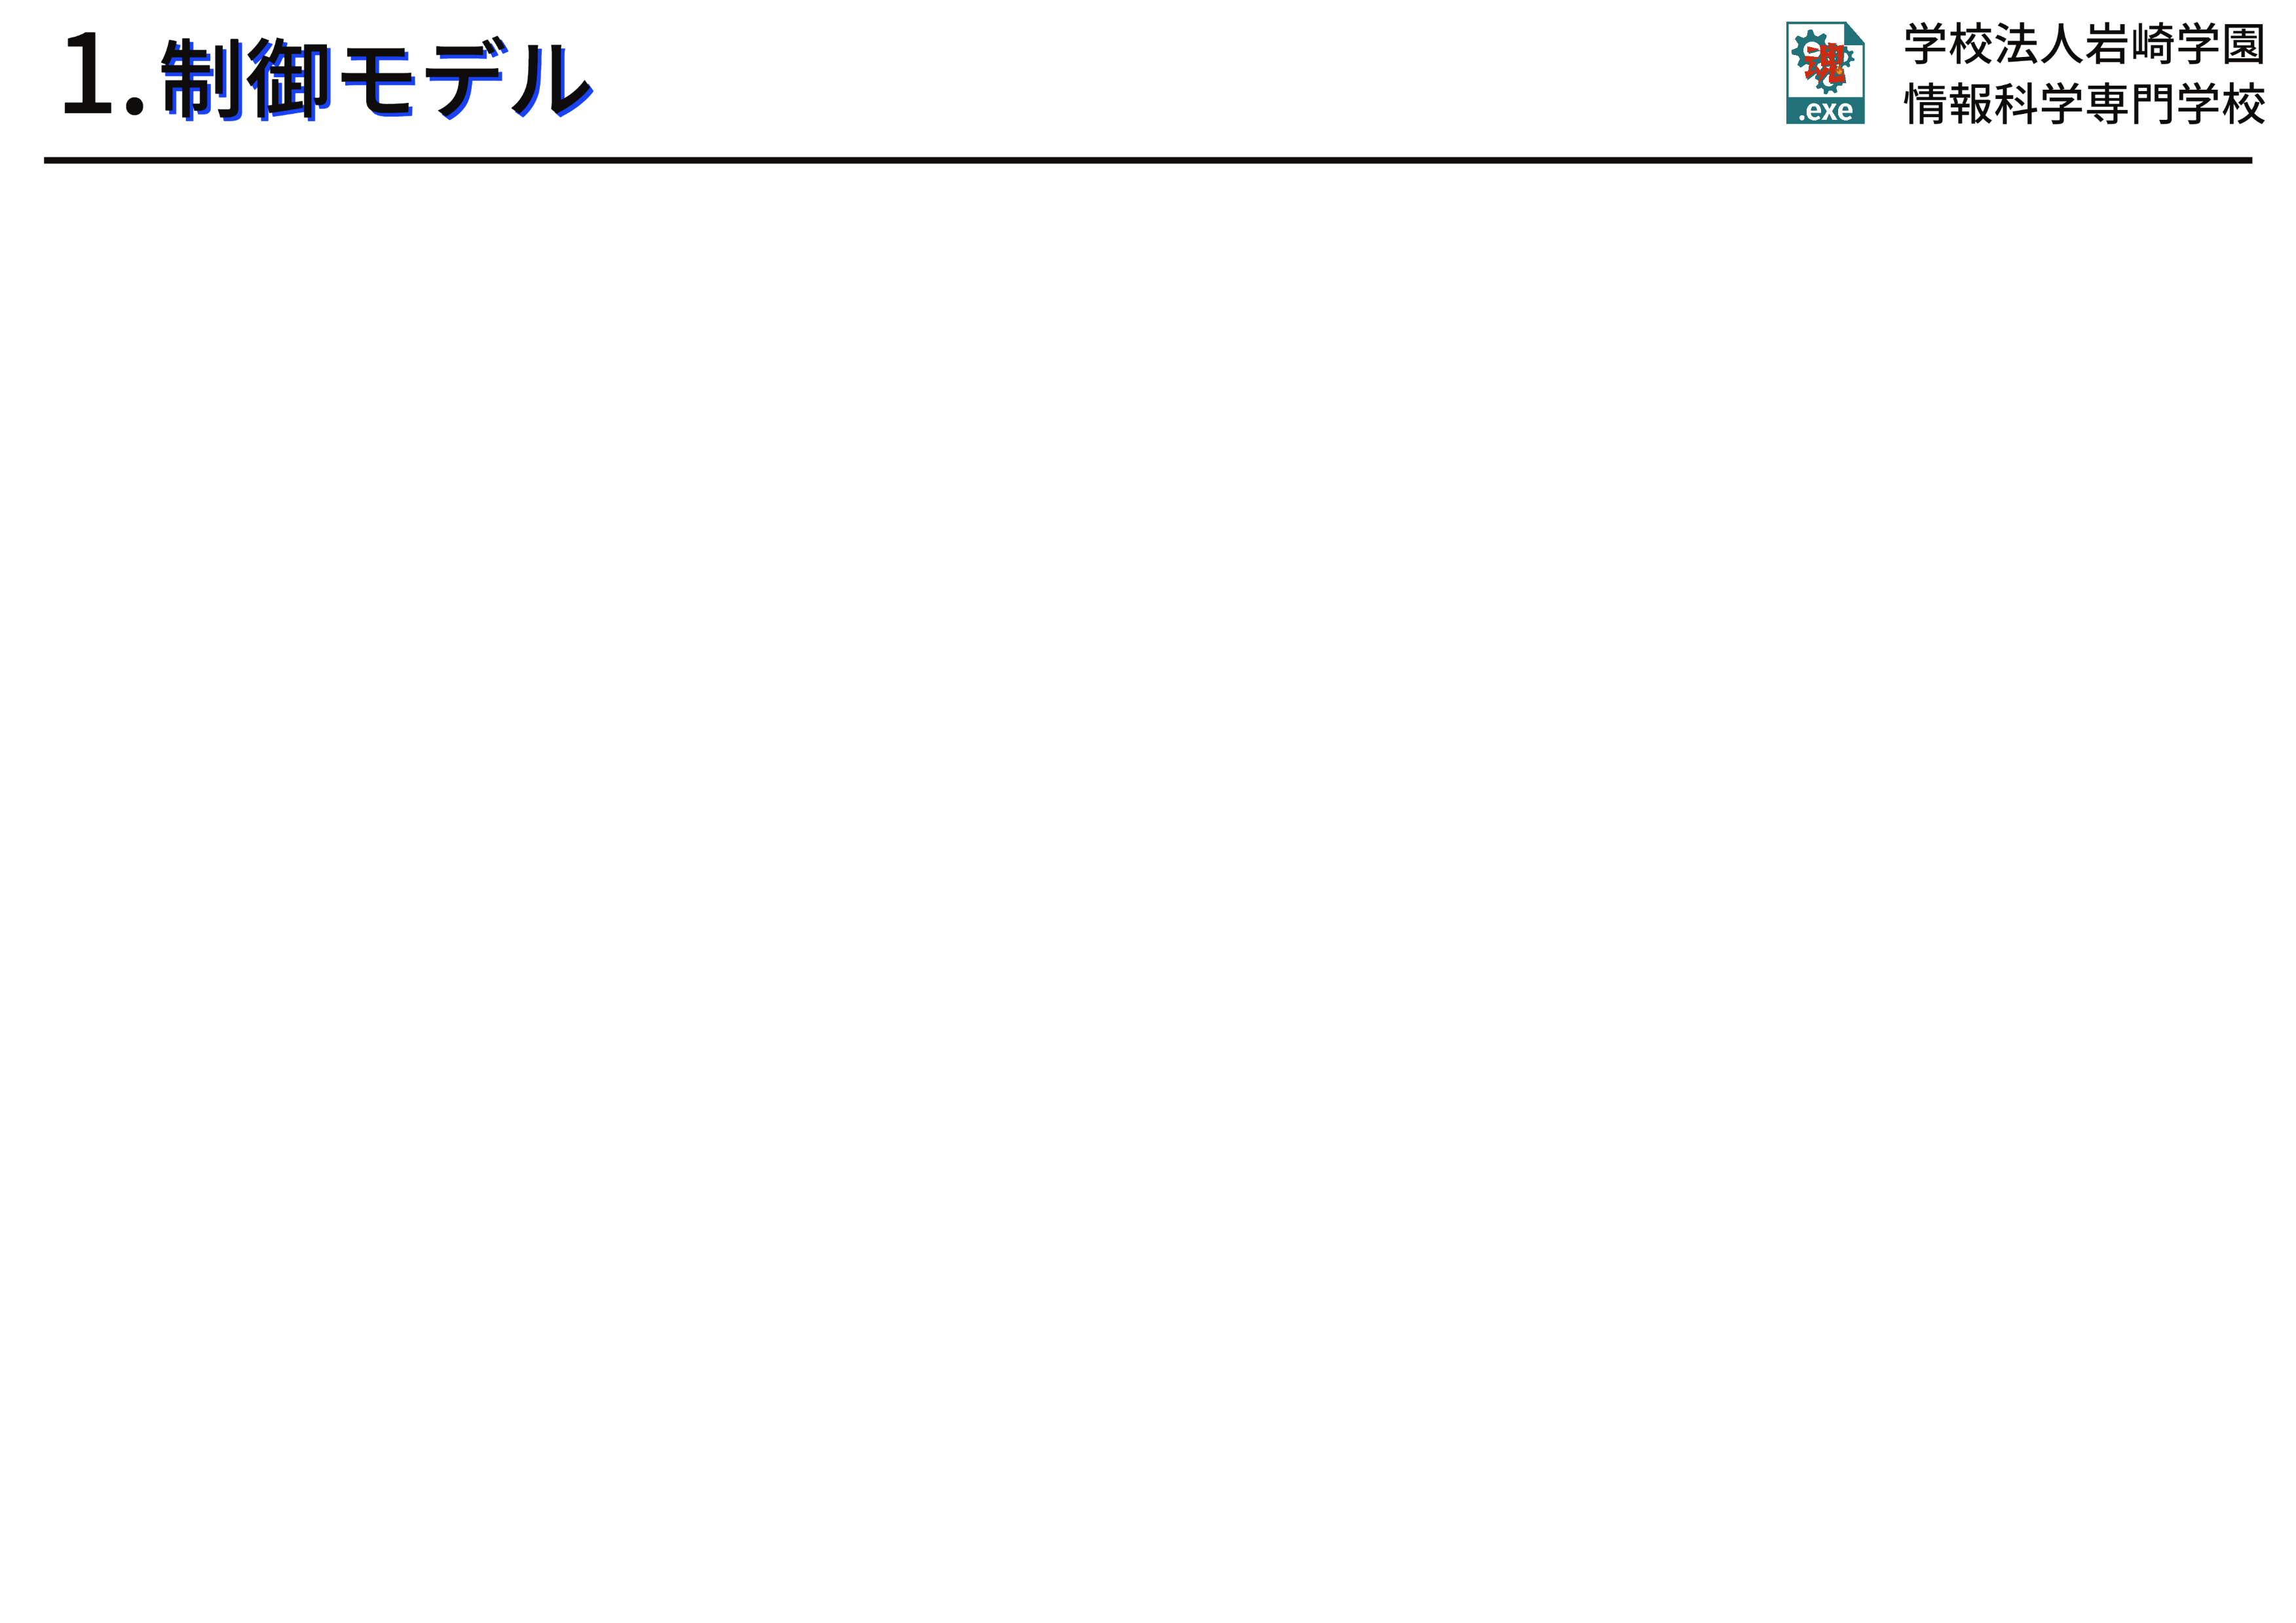 1.制御モデル
魂
.exe
学校法人岩崎学園
情報科学専門学校